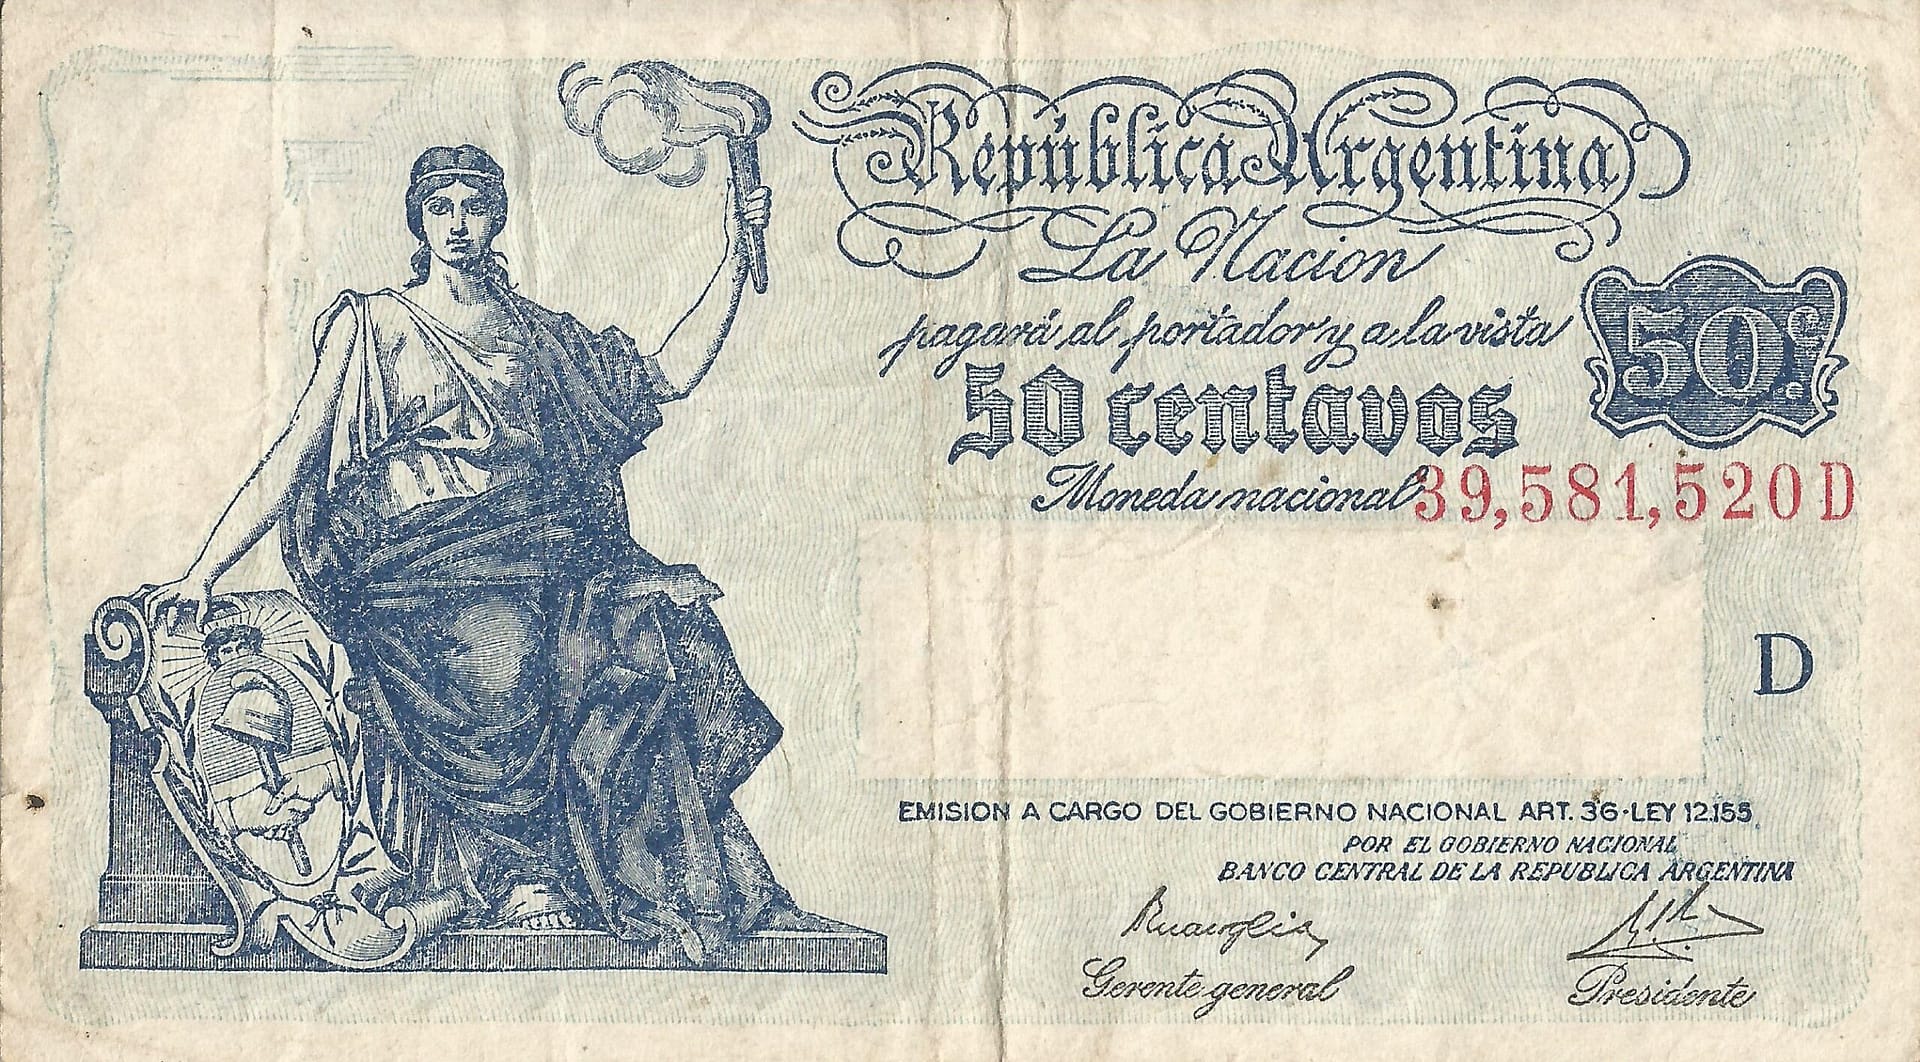 República Argentina
La Nacion
pagará al portador y a la vista
50 c.
50 centavos
Moneda nacional
39,581,520 D
D
EMISION A CARGO DEL GOBIERNO NACIONAL ART. 36·LEY 12.155
POR EL GOBIERNO NACIONAL
BANCO CENTRAL DE LA REPUBLICA ARGENTINA
Gerente general
Presidente